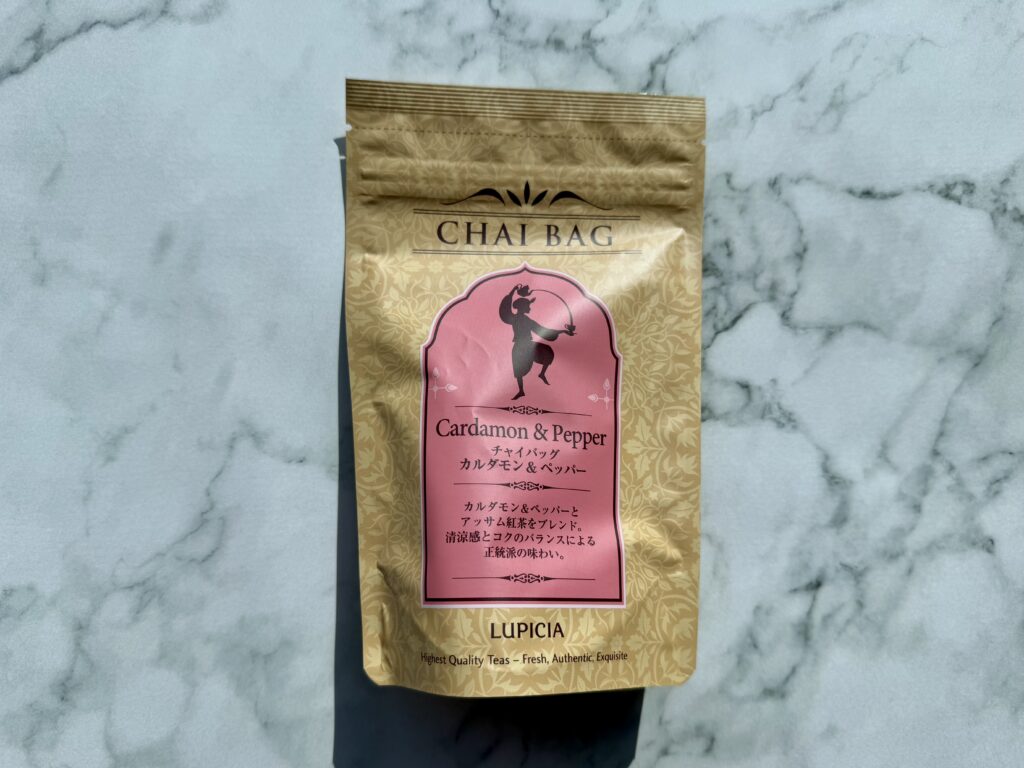 CHAI BAG
Cardamon & Pepper
チャイバッグ
カルダモン & ペッパー
カルダモン&ペッパーと
アッサム紅茶をブレンド。
清涼感とコクのバランスによる
正統派の味わい。
LUPICIA
Highest Quality Teas – Fresh, Authentic, Exquisite